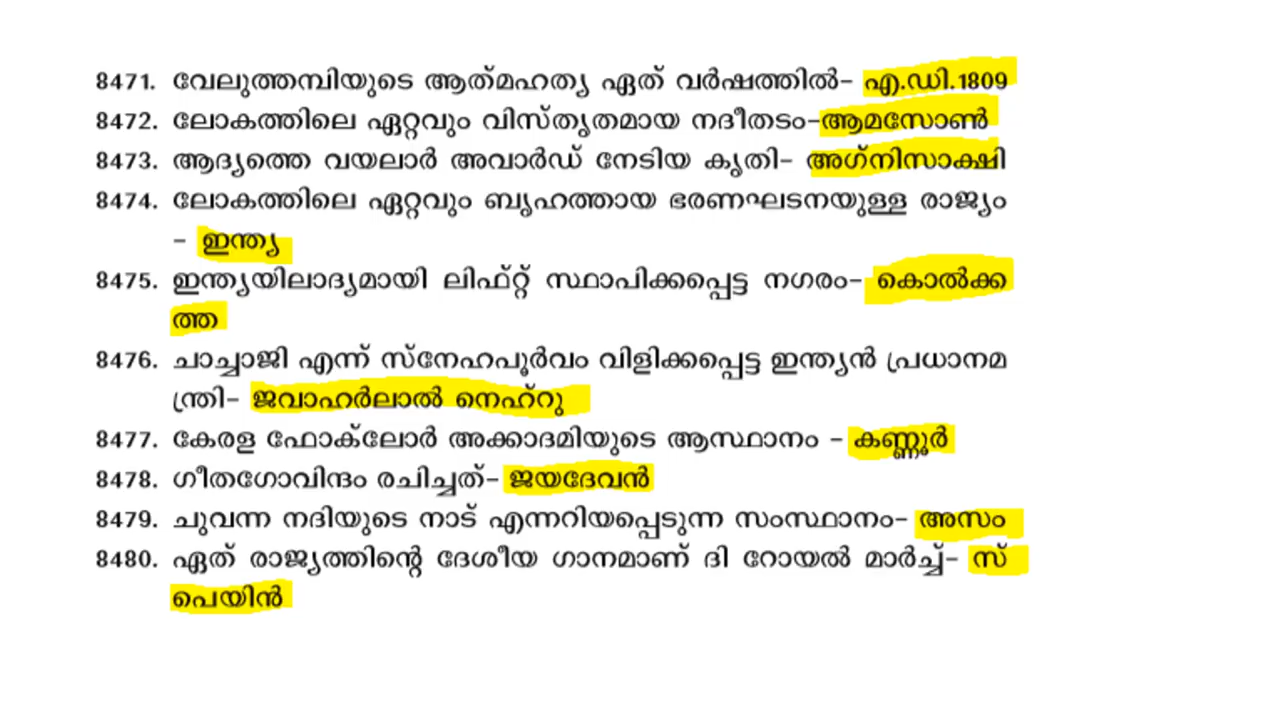 8471. വേലുത്തമ്പിയുടെ ആത്മഹത്യ ഏത് വർഷത്തിൽ- എ.ഡി.1809
8472. ലോകത്തിലെ ഏറ്റവും വിസ്തൃതമായ നദീതടം-ആമസോൺ
8473. ആദ്യത്തെ വയലാർ അവാർഡ് നേടിയ കൃതി- അഗ്നിസാക്ഷി
8474. ലോകത്തിലെ ഏറ്റവും ബൃഹത്തായ ഭരണഘടനയുള്ള രാജ്യം
- ഇന്ത്യ
8475. ഇന്ത്യയിലാദ്യമായി ലിഫ്റ്റ് സ്ഥാപിക്കപ്പെട്ട നഗരം- കൊൽക്ക
ത്ത
8476. ചാച്ചാജി എന്ന് സ്നേഹപൂർവം വിളിക്കപ്പെട്ട ഇന്ത്യൻ പ്രധാനമ
ന്ത്രി- ജവാഹർലാൽ നെഹ്റു
8477. കേരള ഫോക്‌ലോർ അക്കാദമിയുടെ ആസ്ഥാനം - കണ്ണൂർ
8478. ഗീതഗോവിന്ദം രചിച്ചത്- ജയദേവൻ
8479. ചുവന്ന നദിയുടെ നാട് എന്നറിയപ്പെടുന്ന സംസ്ഥാനം- അസം
8480. ഏത് രാജ്യത്തിന്റെ ദേശീയ ഗാനമാണ് ദി റോയൽ മാർച്ച്- സ്
പെയിൻ